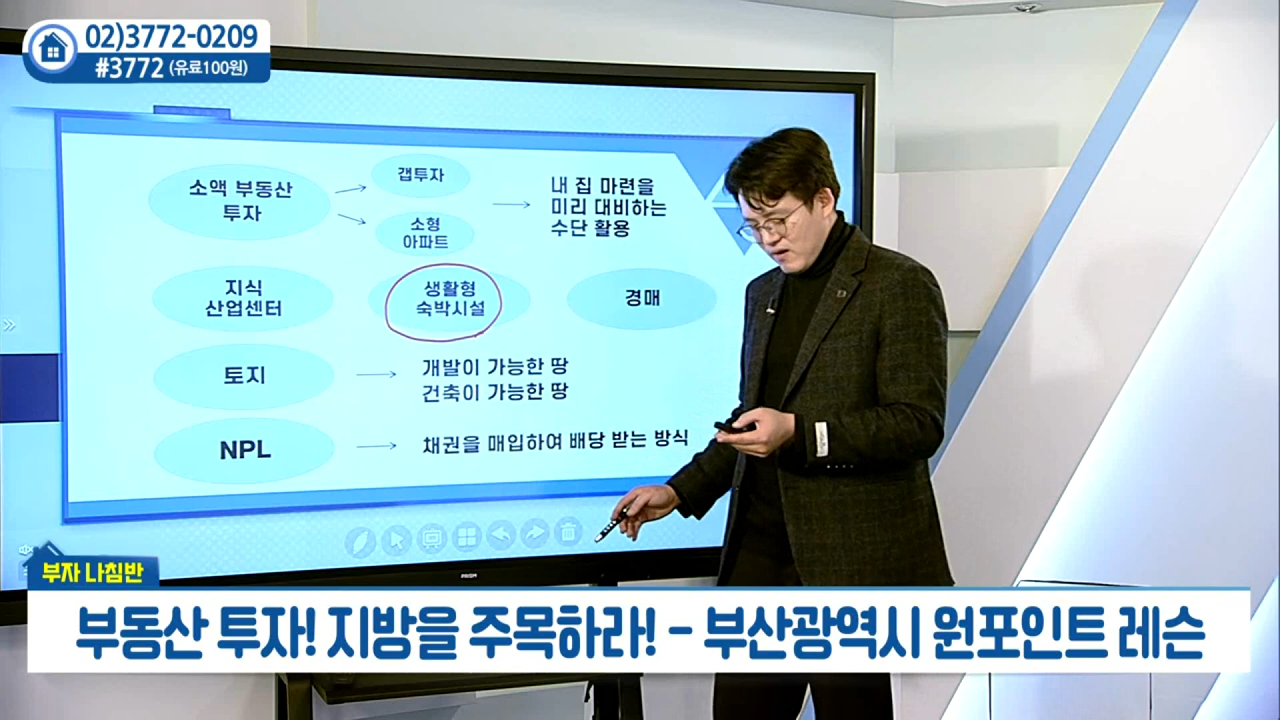 02)3772-0209
#3772 (유료100원)
소액 부동산
투자
갭투자
소형
아파트
내 집 마련을
미리 대비하는
수단 활용
지식
산업센터
생활형
숙박시설
경매
토지
개발이 가능한 땅
건축이 가능한 땅
NPL
채권을 매입하여 배당 받는 방식
PRISM
부자 나침반
부동산 투자! 지방을 주목하라! - 부산광역시 원포인트 레슨